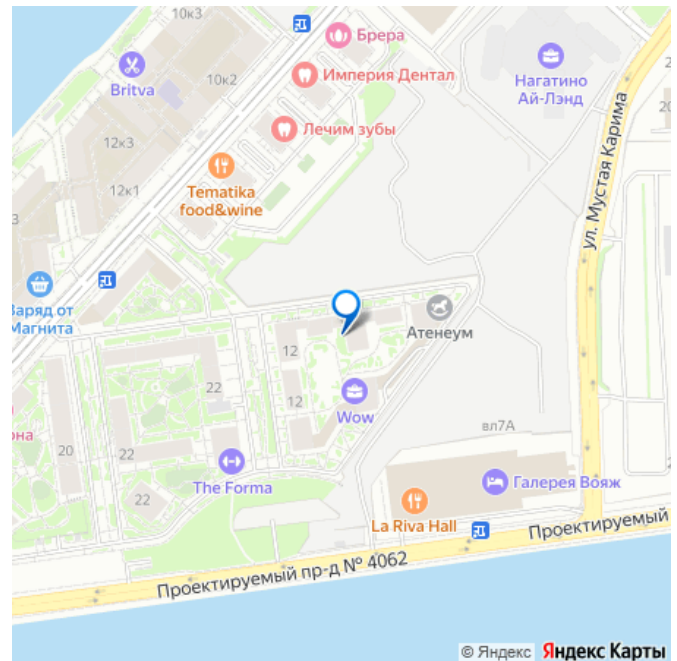 10к3
Брера
10к2
Britva
Империя Дентал
Нагатино
Ай-Лэнд
Лечим зубы
12к3
12к1
Tematika
food&wine
ул. Мустая Карима
Заряд от
Магнита
Атенеум
12
12
22
Wow
20
22
22
The Forma
вл7А
Галерея Вояж
La Riva Hall
Проектируемый
Проектируемый пр-д № 4062
© Яндекс Яндекс Карты